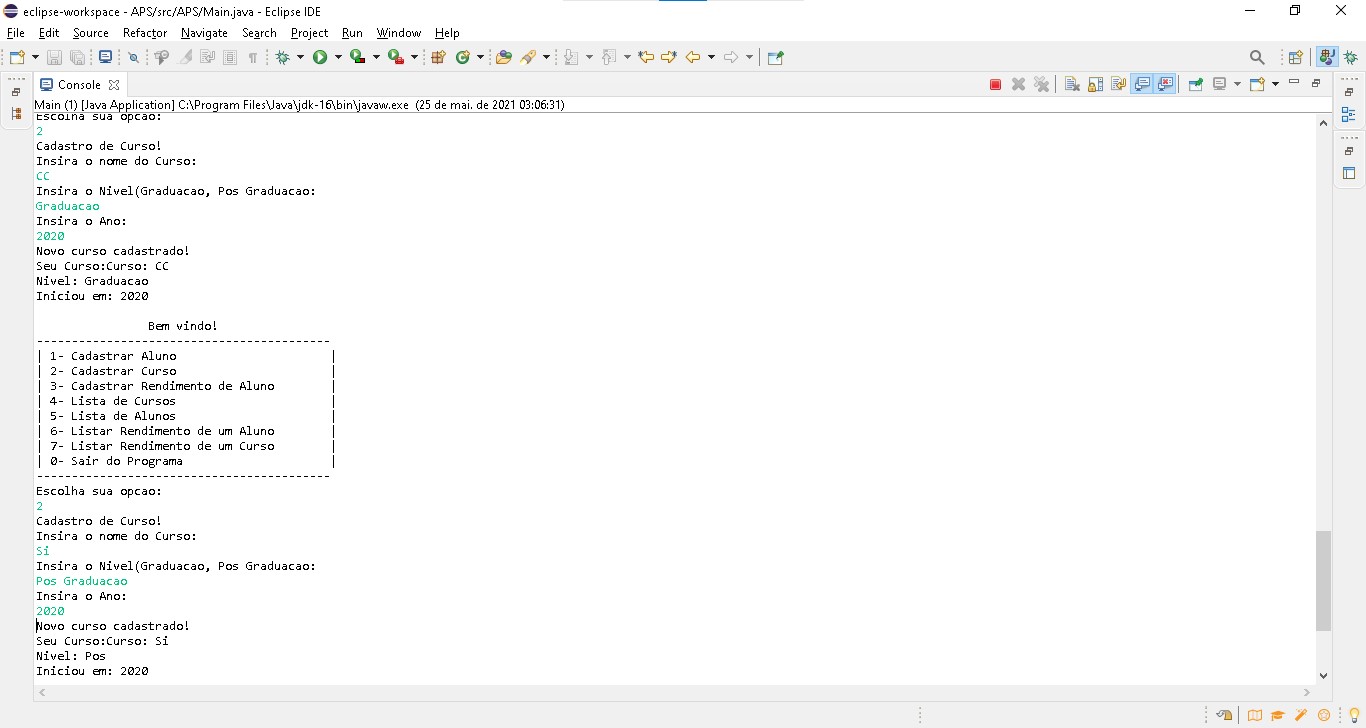 eclipse-workspace - APS/src/APS/Main.java - Eclipse IDE
File Edit Source Refactor Navigate Search Project Run Window Help
Console
Main (1) [Java Application] C:\Program Files\Java\jdk-16\bin\javaw.exe (25 de mai. de 2021 03:06:31)
Escolha sua opcao:
2
Cadastro de Curso!
Insira o nome do Curso:
CC
Insira o Nivel(Graduacao, Pos Graduacao:
Graduacao
Insira o Ano:
2020
Novo curso cadastrado!
Seu Curso:Curso: CC
Nivel: Graduacao
Iniciou em: 2020
Bem vindo!
------------------------------------------
| 1- Cadastrar Aluno |
| 2- Cadastrar Curso |
| 3- Cadastrar Rendimento de Aluno |
| 4- Lista de Cursos |
| 5- Lista de Alunos |
| 6- Listar Rendimento de um Aluno |
| 7- Listar Rendimento de um Curso |
| 0- Sair do Programa |
------------------------------------------
Escolha sua opcao:
2
Cadastro de Curso!
Insira o nome do Curso:
Si
Insira o Nivel(Graduacao, Pos Graduacao:
Pos Graduacao
Insira o Ano:
2020
Novo curso cadastrado!
Seu Curso:Curso: Si
Nivel: Pos
Iniciou em: 2020